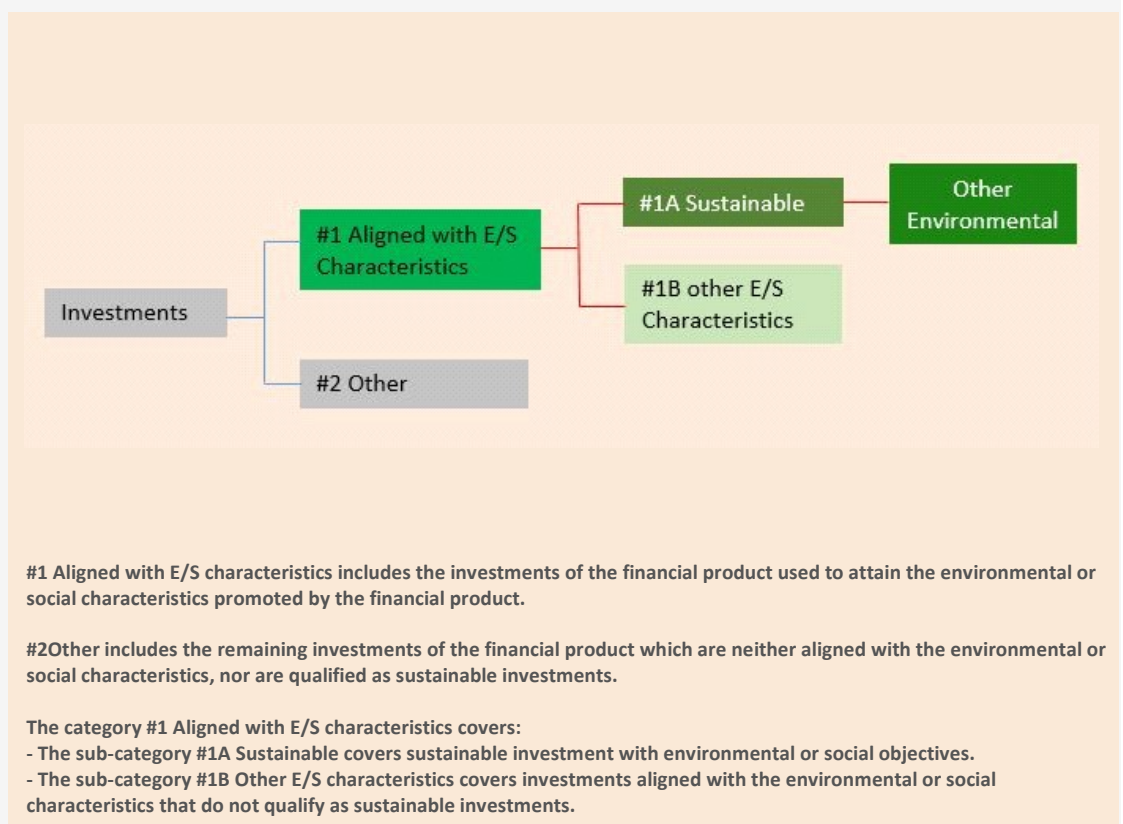 Investments
#1 Aligned with E/S
Characteristics
#2 Other
#1A Sustainable
#1B other E/S
Characteristics
Other
Environmental
#1 Aligned with E/S characteristics includes the investments of the financial product used to attain the environmental or
social characteristics promoted by the financial product.
#2Other includes the remaining investments of the financial product which are neither aligned with the environmental or
social characteristics, nor are qualified as sustainable investments.
The category #1 Aligned with E/S characteristics covers:
- The sub-category #1A Sustainable covers sustainable investment with environmental or social objectives.
- The sub-category #1B Other E/S characteristics covers investments aligned with the environmental or social
characteristics that do not qualify as sustainable investments.